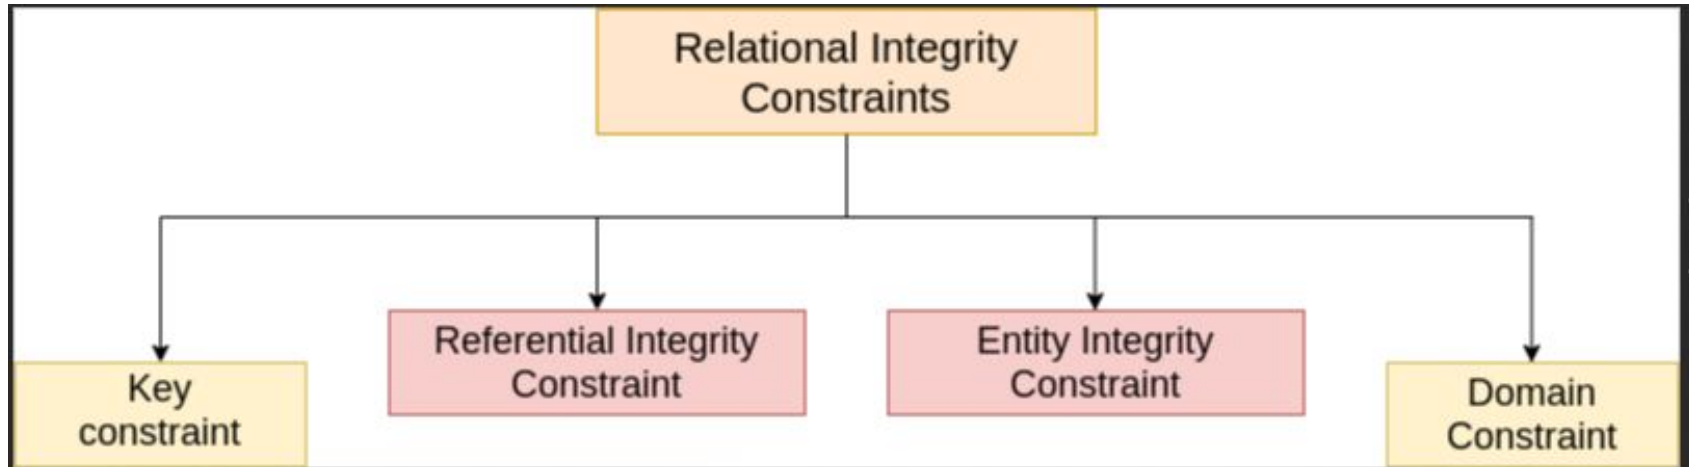 Relational Integrity
Constraints
Key
constraint
Referential Integrity
Constraint
Entity Integrity
Constraint
Domain
Constraint